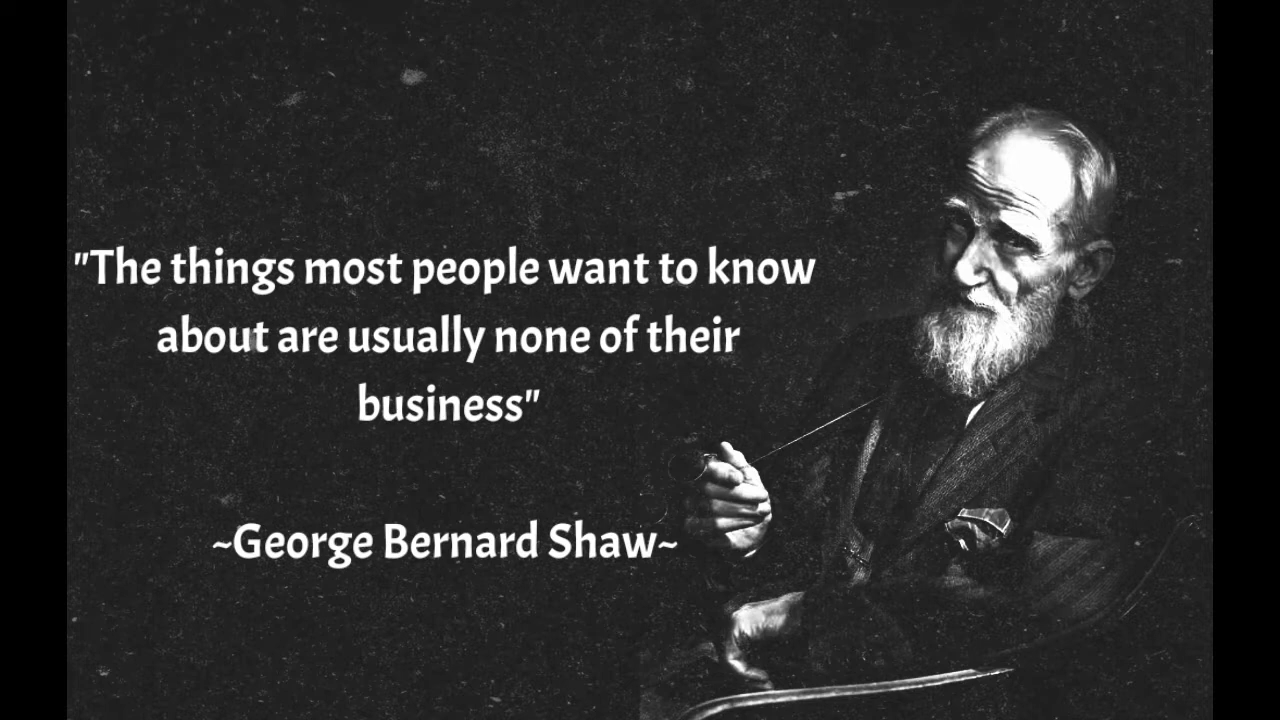 "The things most people want to know
about are usually none of their
business"
~George Bernard Shaw~